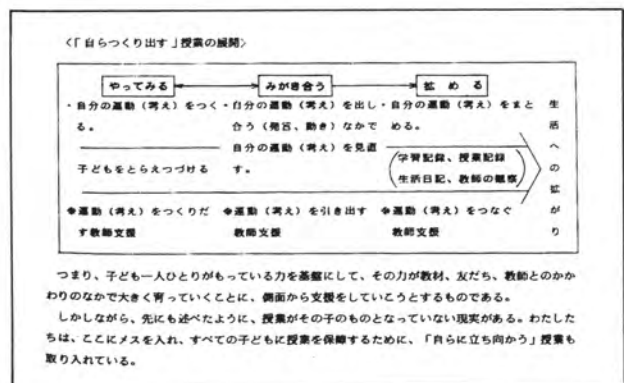 〈「自らつくり出す」授業の展開〉
やってみる
みがき合う
拡める
・自分の運動（考え）をつく
る。
・自分の運動（考え）を出し
合う（発言、動き）なかで
自分の運動（考え）を見直
す。
・自分の運動（考え）をまと
める。
子どもをとらえつづける
学習記録、授業記録
生活日記、教師の観察
生活への拡がり
◆運動（考え）をつくりだ
す教師支援
◆運動（考え）を引き出す
教師支援
◆運動（考え）をつなぐ
教師支援
つまり、子ども一人ひとりがもっている力を基盤にして、その力が教材、友だち、教師とのかか
わりのなかで大きく育っていくことに、側面から支援をしていこうとするものである。
しかしながら、先にも述べたように、授業がその子のものとなっていない現実がある。わたした
ちは、ここにメスを入れ、すべての子どもに授業を保障するために、「自らに立ち向かう」授業も
取り入れている。